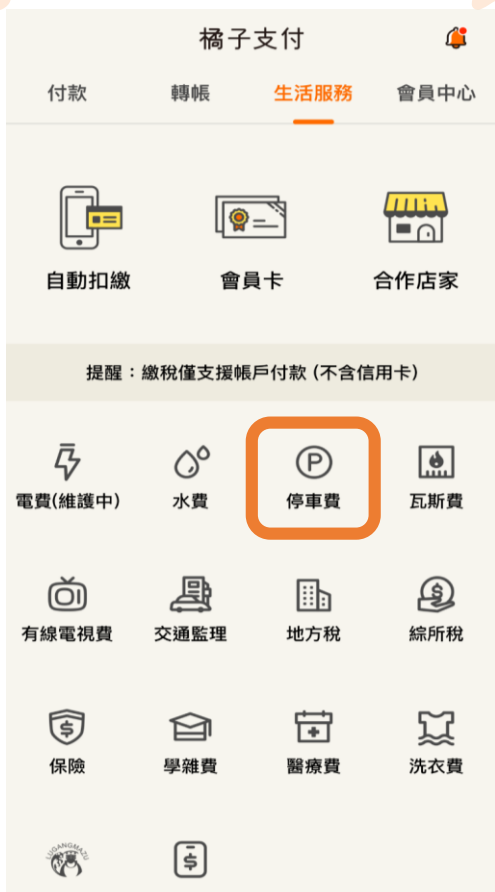 橘子支付
付款 轉帳 生活服務 會員中心
自動扣繳 會員卡 合作店家
提醒：繳稅僅支援帳戶付款 (不含信用卡)
電費(維護中) 水費 停車費 瓦斯費
有線電視費 交通監理 地方稅 綜所稅
保險 學雜費 醫療費 洗衣費
LUGANGMAZU